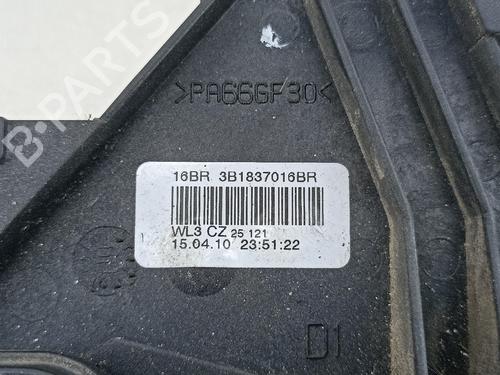 >PA66GF30<
16BR 3B1837016BR
WL3 CZ 25 121
15.04.10 23:51:22
D1
B-PARTS